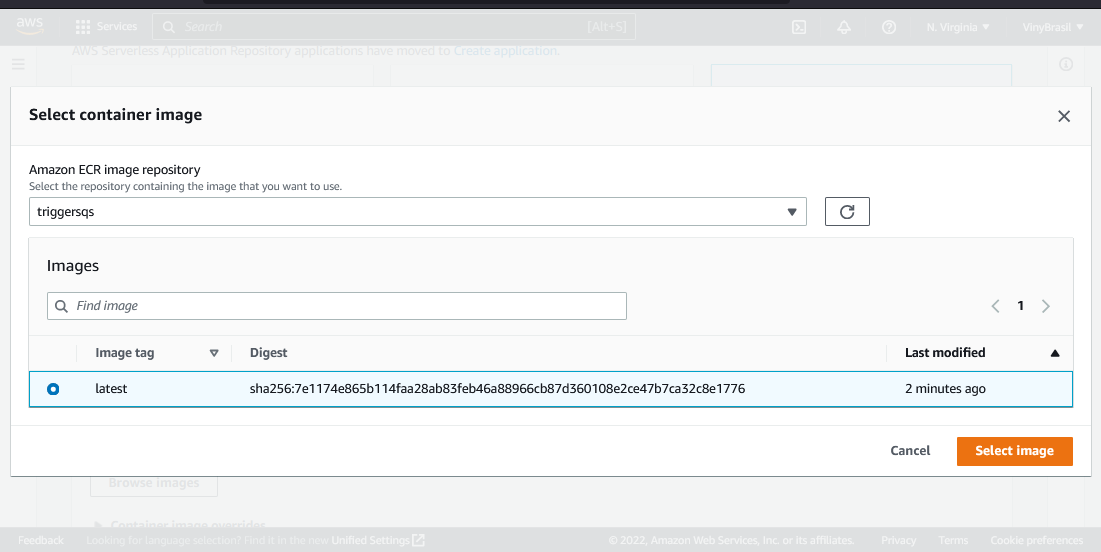 aws
Services
Search
[Alt+S]
N. Virginia
VinyBrasil
AWS Serverless Application Repository applications have moved to Create application.
Select container image
Amazon ECR image repository
Select the repository containing the image that you want to use.
triggersqs
Images
Find image
1
Image tag
Digest
Last modified
latest
sha256:7e1174e865b114faa28ab83feb46a88966cb87d360108e2ce47b7ca32c8e1776
2 minutes ago
Cancel
Select image
Browse images
Container image overrides
Feedback
Looking for language selection? Find it in the new Unified Settings
© 2022, Amazon Web Services, Inc. or its affiliates.
Privacy
Terms
Cookie preferences